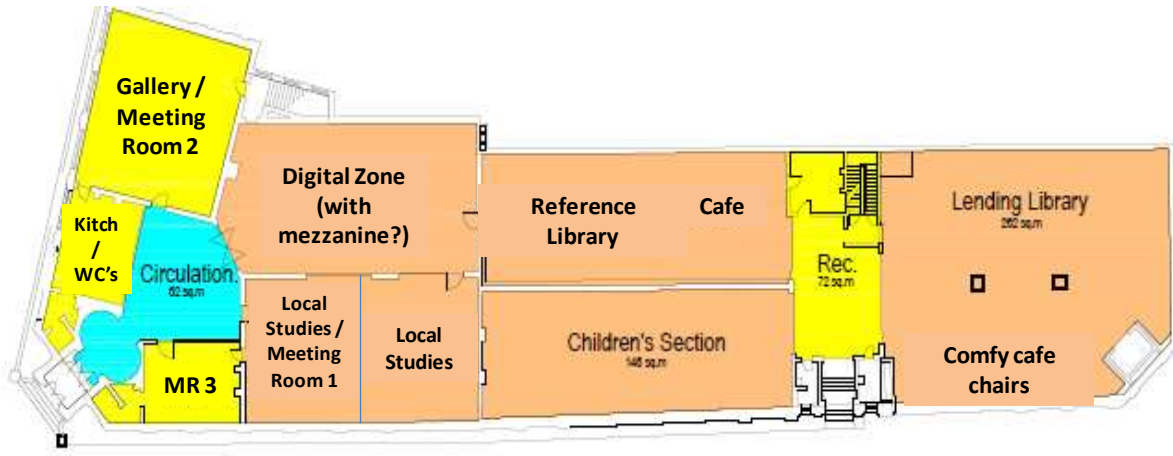 Gallery /
Meeting
Room 2
Digital Zone
(with
mezzanine?)
Reference
Library
Cafe
Lending Library
262 sq.m
Kitch
/
WC's
Circulation.
62 sq.m
Rec.
72 sq.m
Local
Studies /
Meeting
Room 1
Local
Studies
Children's Section
146 sq.m
MR 3
Comfy cafe
chairs